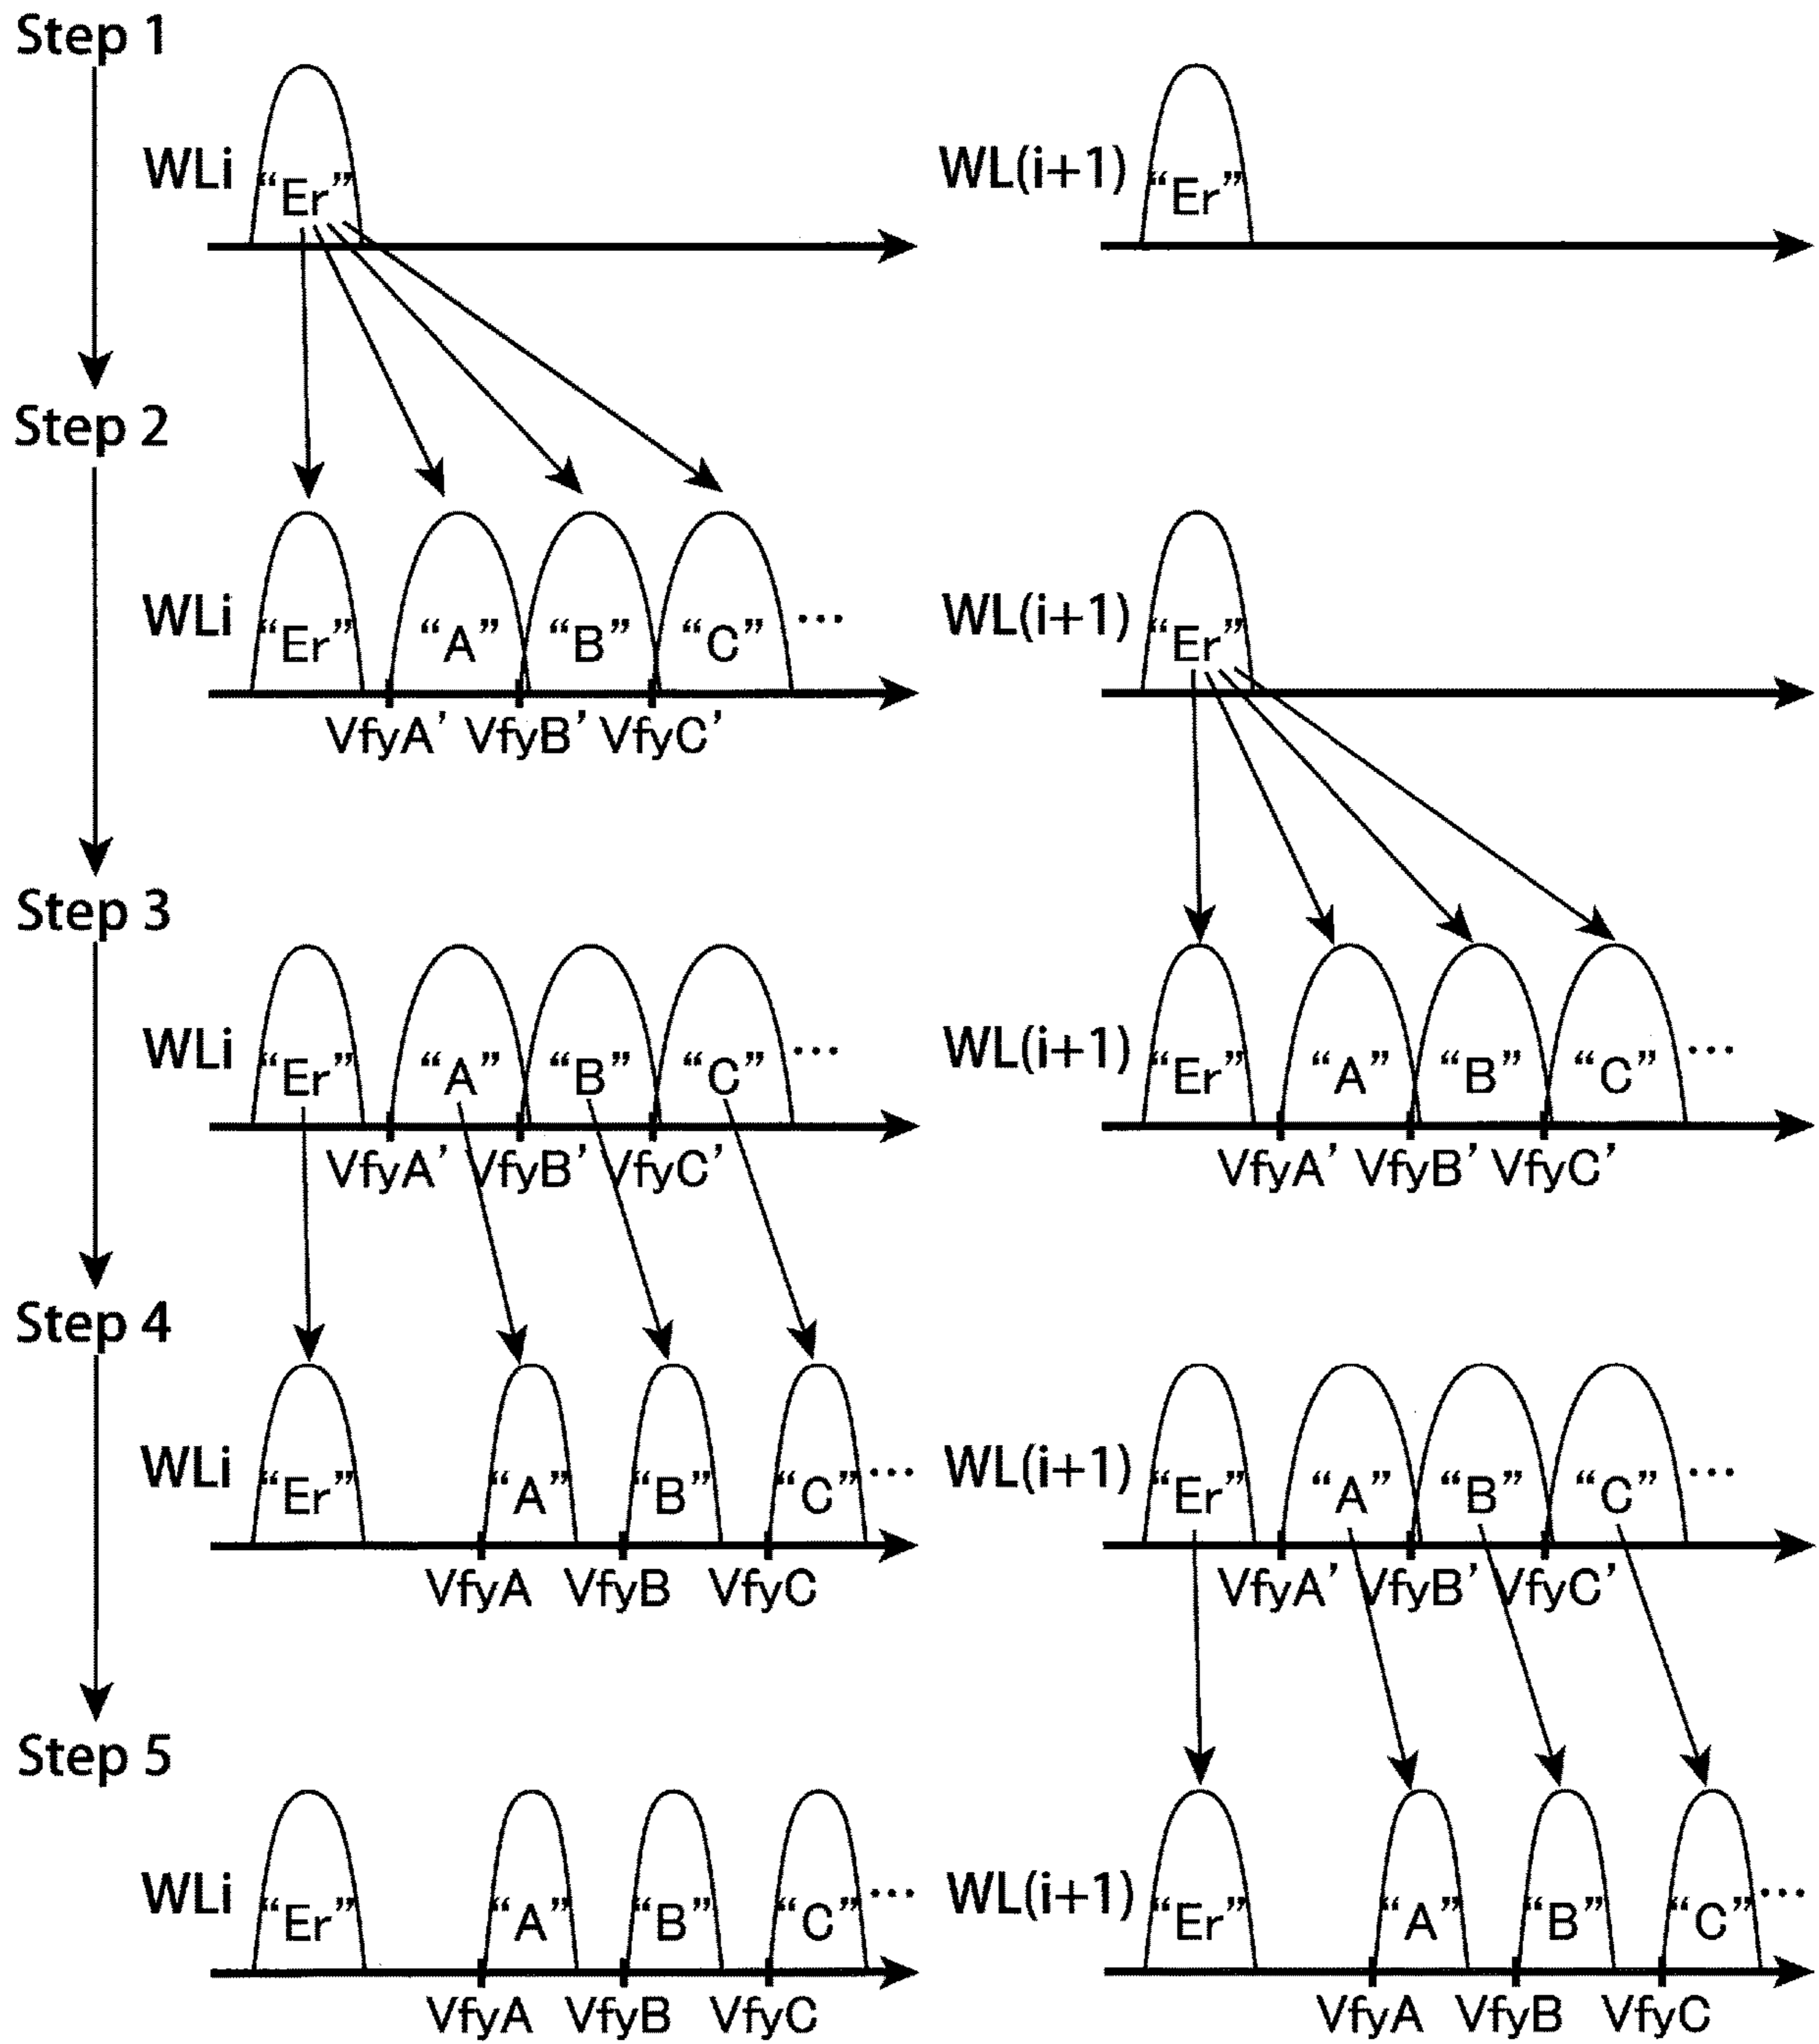 Step 1
WLi “Er” WL(i+1) “Er”
Step 2
WLi “Er” “A” “B” “C” ... WL(i+1) “Er”
VfyA’ VfyB’ VfyC’
Step 3
WLi “Er” “A” “B” “C” ... WL(i+1) “Er” “A” “B” “C” ...
VfyA’ VfyB’ VfyC’ VfyA’ VfyB’ VfyC’
Step 4
WLi “Er” “A” “B” “C” ... WL(i+1) “Er” “A” “B” “C” ...
VfyA VfyB VfyC VfyA’ VfyB’ VfyC’
Step 5
WLi “Er” “A” “B” “C” ... WL(i+1) “Er” “A” “B” “C” ...
VfyA VfyB VfyC VfyA VfyB VfyC